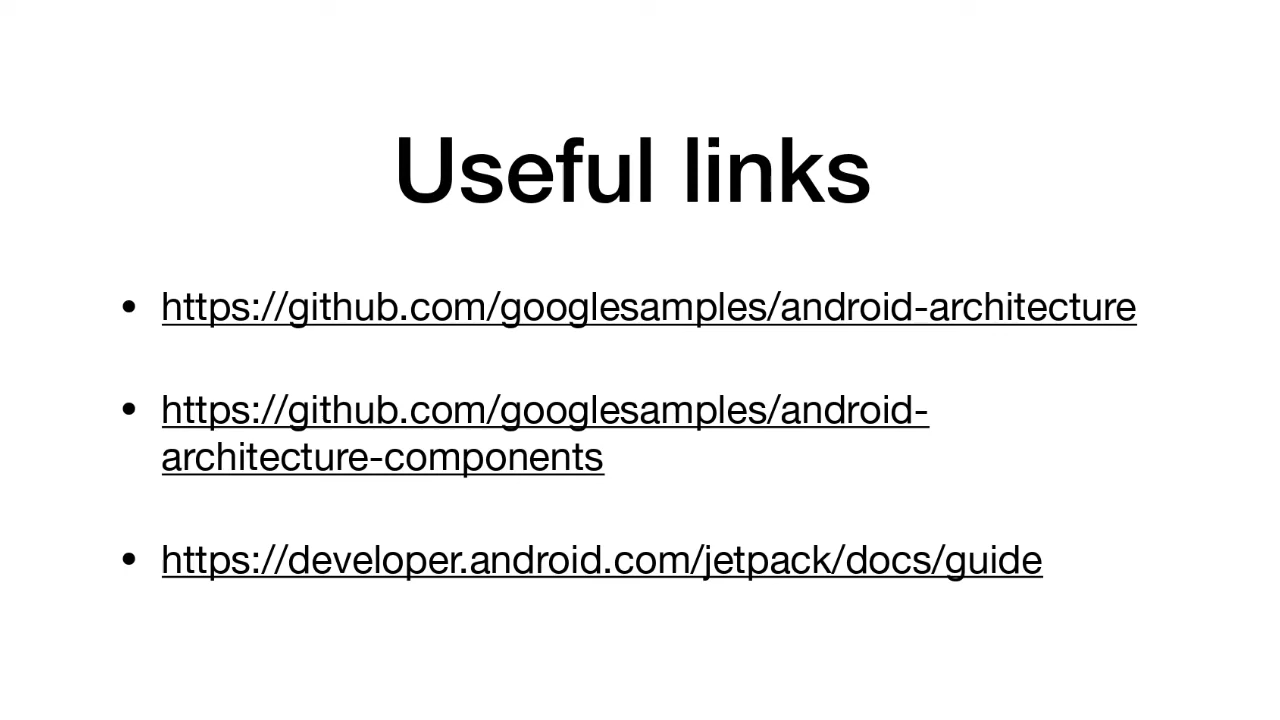 Useful links
• https://github.com/googlesamples/android-architecture
• https://github.com/googlesamples/android-
architecture-components
• https://developer.android.com/jetpack/docs/guide